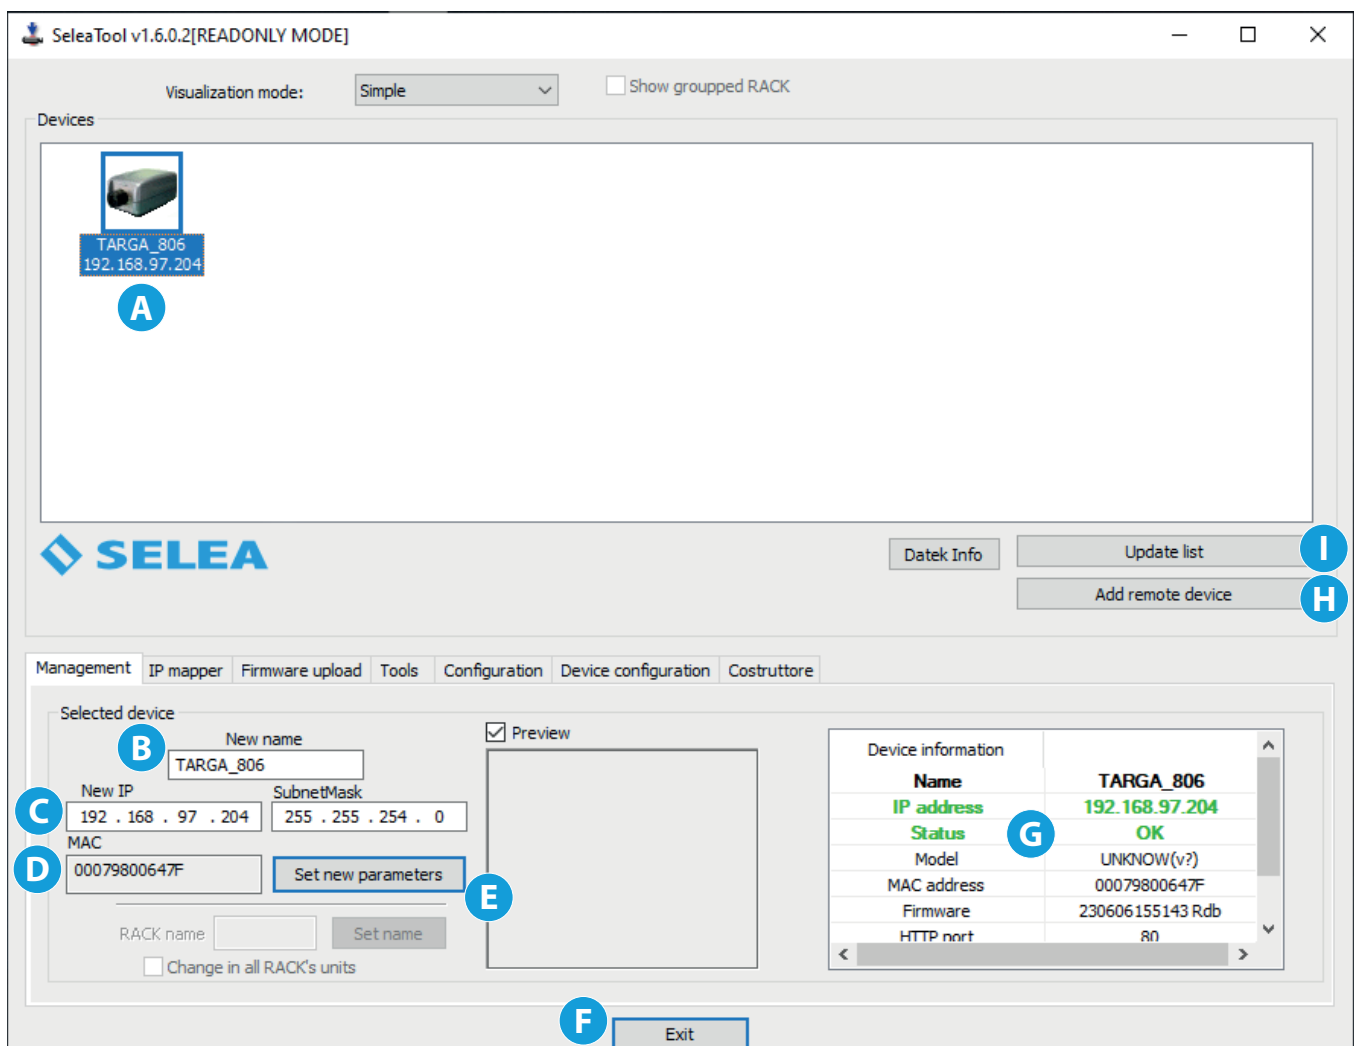 SeleaTool v1.6.0.2[READONLY MODE]
Visualization mode: Simple Show groupped RACK
Devices
TARGA_806
192.168.97.204
A
SELEA
Datek Info Update list I
Add remote device H
Management IP mapper Firmware upload Tools Configuration Device configuration Costruttore
Selected device
B New name
TARGA_806
New IP SubnetMask
C 192 . 168 . 97 . 204 255 . 255 . 254 . 0
MAC
D 00079800647F Set new parameters E
RACK name Set name
Change in all RACK's units
Preview
Device information
Name TARGA_806
IP address 192.168.97.204
Status G OK
Model UNKNOW(v?)
MAC address 00079800647F
Firmware 230606155143 Rdb
HTTP port 80
F Exit